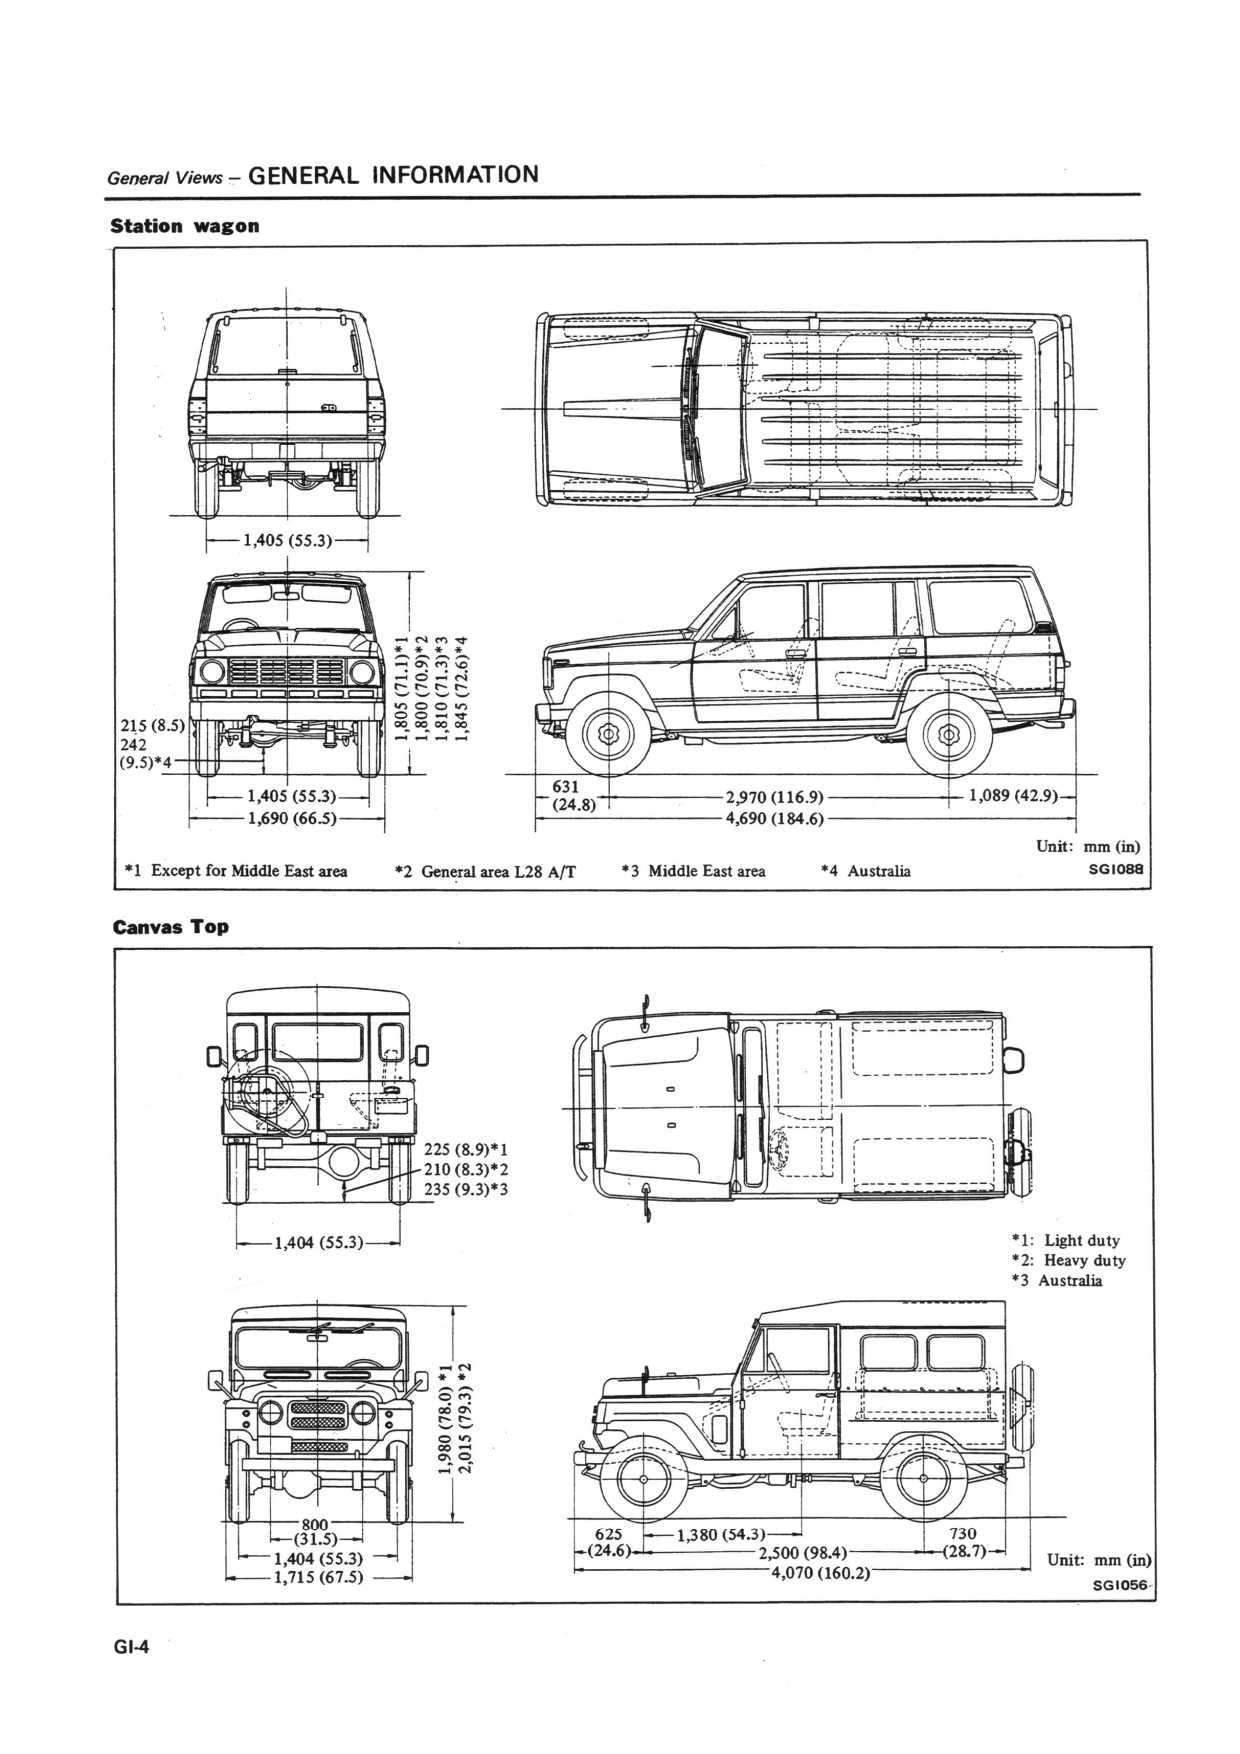 General Views – GENERAL INFORMATION
Station wagon
1,405 (55.3)
1,805 (71.1)*1
1,800 (70.9)*2
1,810 (71.3)*3
1,845 (72.6)*4
215 (8.5)
242
(9.5)*4
1,405 (55.3)
1,690 (66.5)
631
(24.8)
2,970 (116.9)
1,089 (42.9)
4,690 (184.6)
Unit: mm (in)
*1 Except for Middle East area *2 General area L28 A/T *3 Middle East area *4 Australia
SGI088
Canvas Top
225 (8.9)*1
210 (8.3)*2
235 (9.3)*3
1,404 (55.3)
*1: Light duty
*2: Heavy duty
*3 Australia
1,980 (78.0) *1
2,015 (79.3) *2
800
(31.5)
1,404 (55.3)
1,715 (67.5)
625
(24.6)
1,380 (54.3)
730
(28.7)
2,500 (98.4)
4,070 (160.2)
Unit: mm (in)
SGI056
GI-4